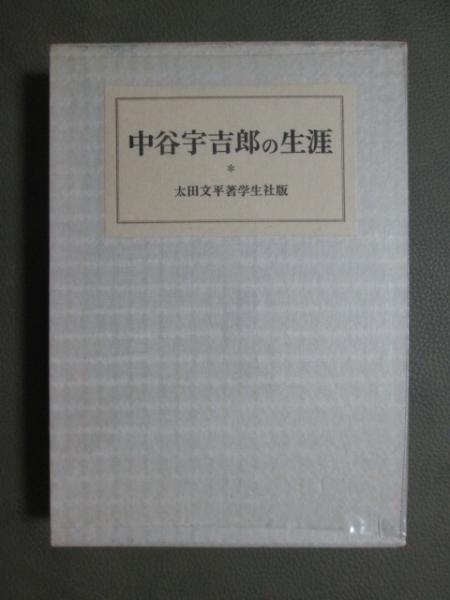 中谷宇吉郎の生涯
*
太田文平著学生社版